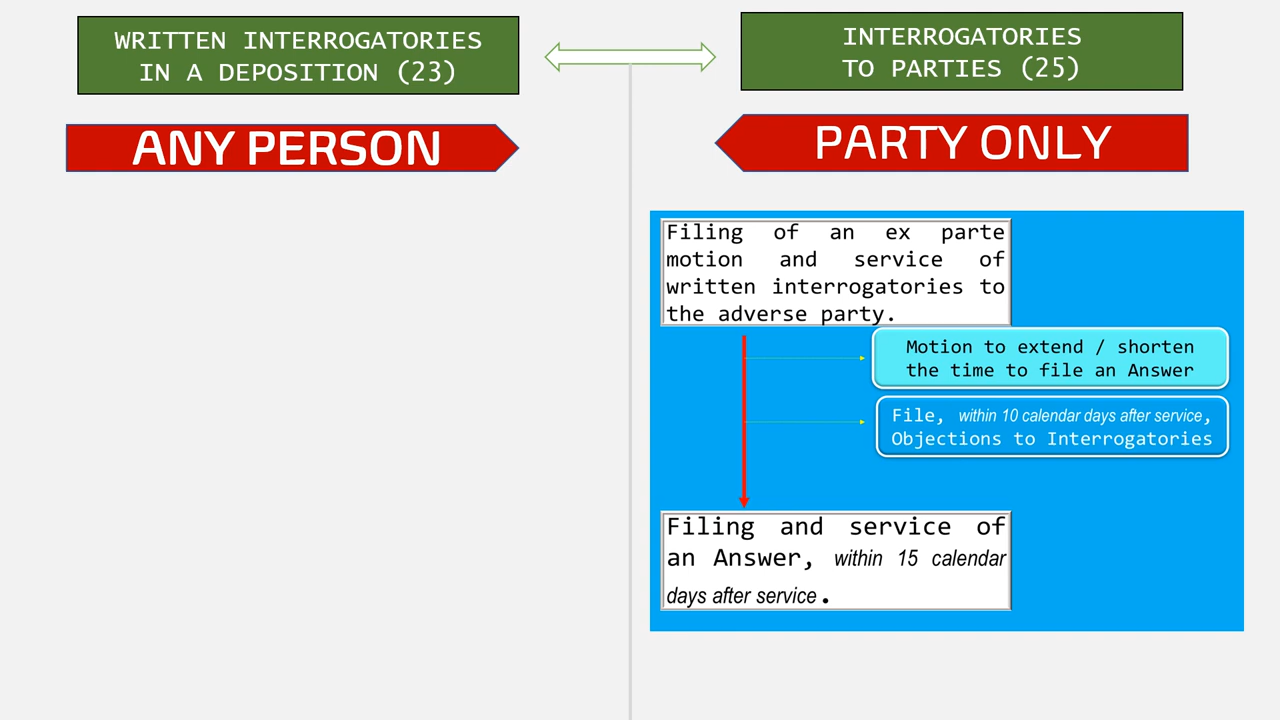 WRITTEN INTERROGATORIES
IN A DEPOSITION (23)
INTERROGATORIES
TO PARTIES (25)
ANY PERSON
PARTY ONLY
Filing of an ex parte
motion and service of
written interrogatories to
the adverse party.
Motion to extend / shorten
the time to file an Answer
File, within 10 calendar days after service,
Objections to Interrogatories
Filing and service of
an Answer, within 15 calendar
days after service.